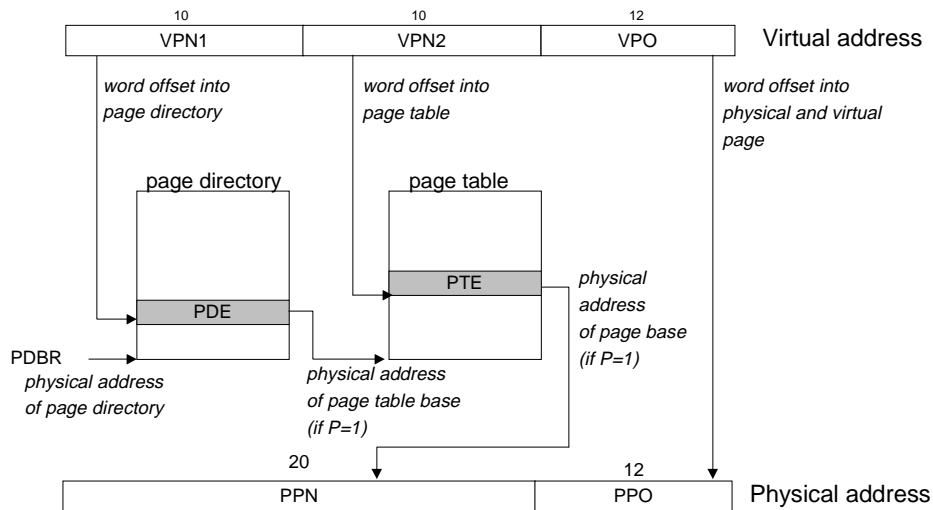 10 10 12
VPN1 VPN2 VPO Virtual address
word offset into
page directory
word offset into
page table
word offset into
physical and virtual
page
page directory
page table
PDE
PTE
physical
address
of page base
(if P=1)
PDBR
physical address
of page directory
physical address
of page table base
(if P=1)
20 12
PPN PPO Physical address